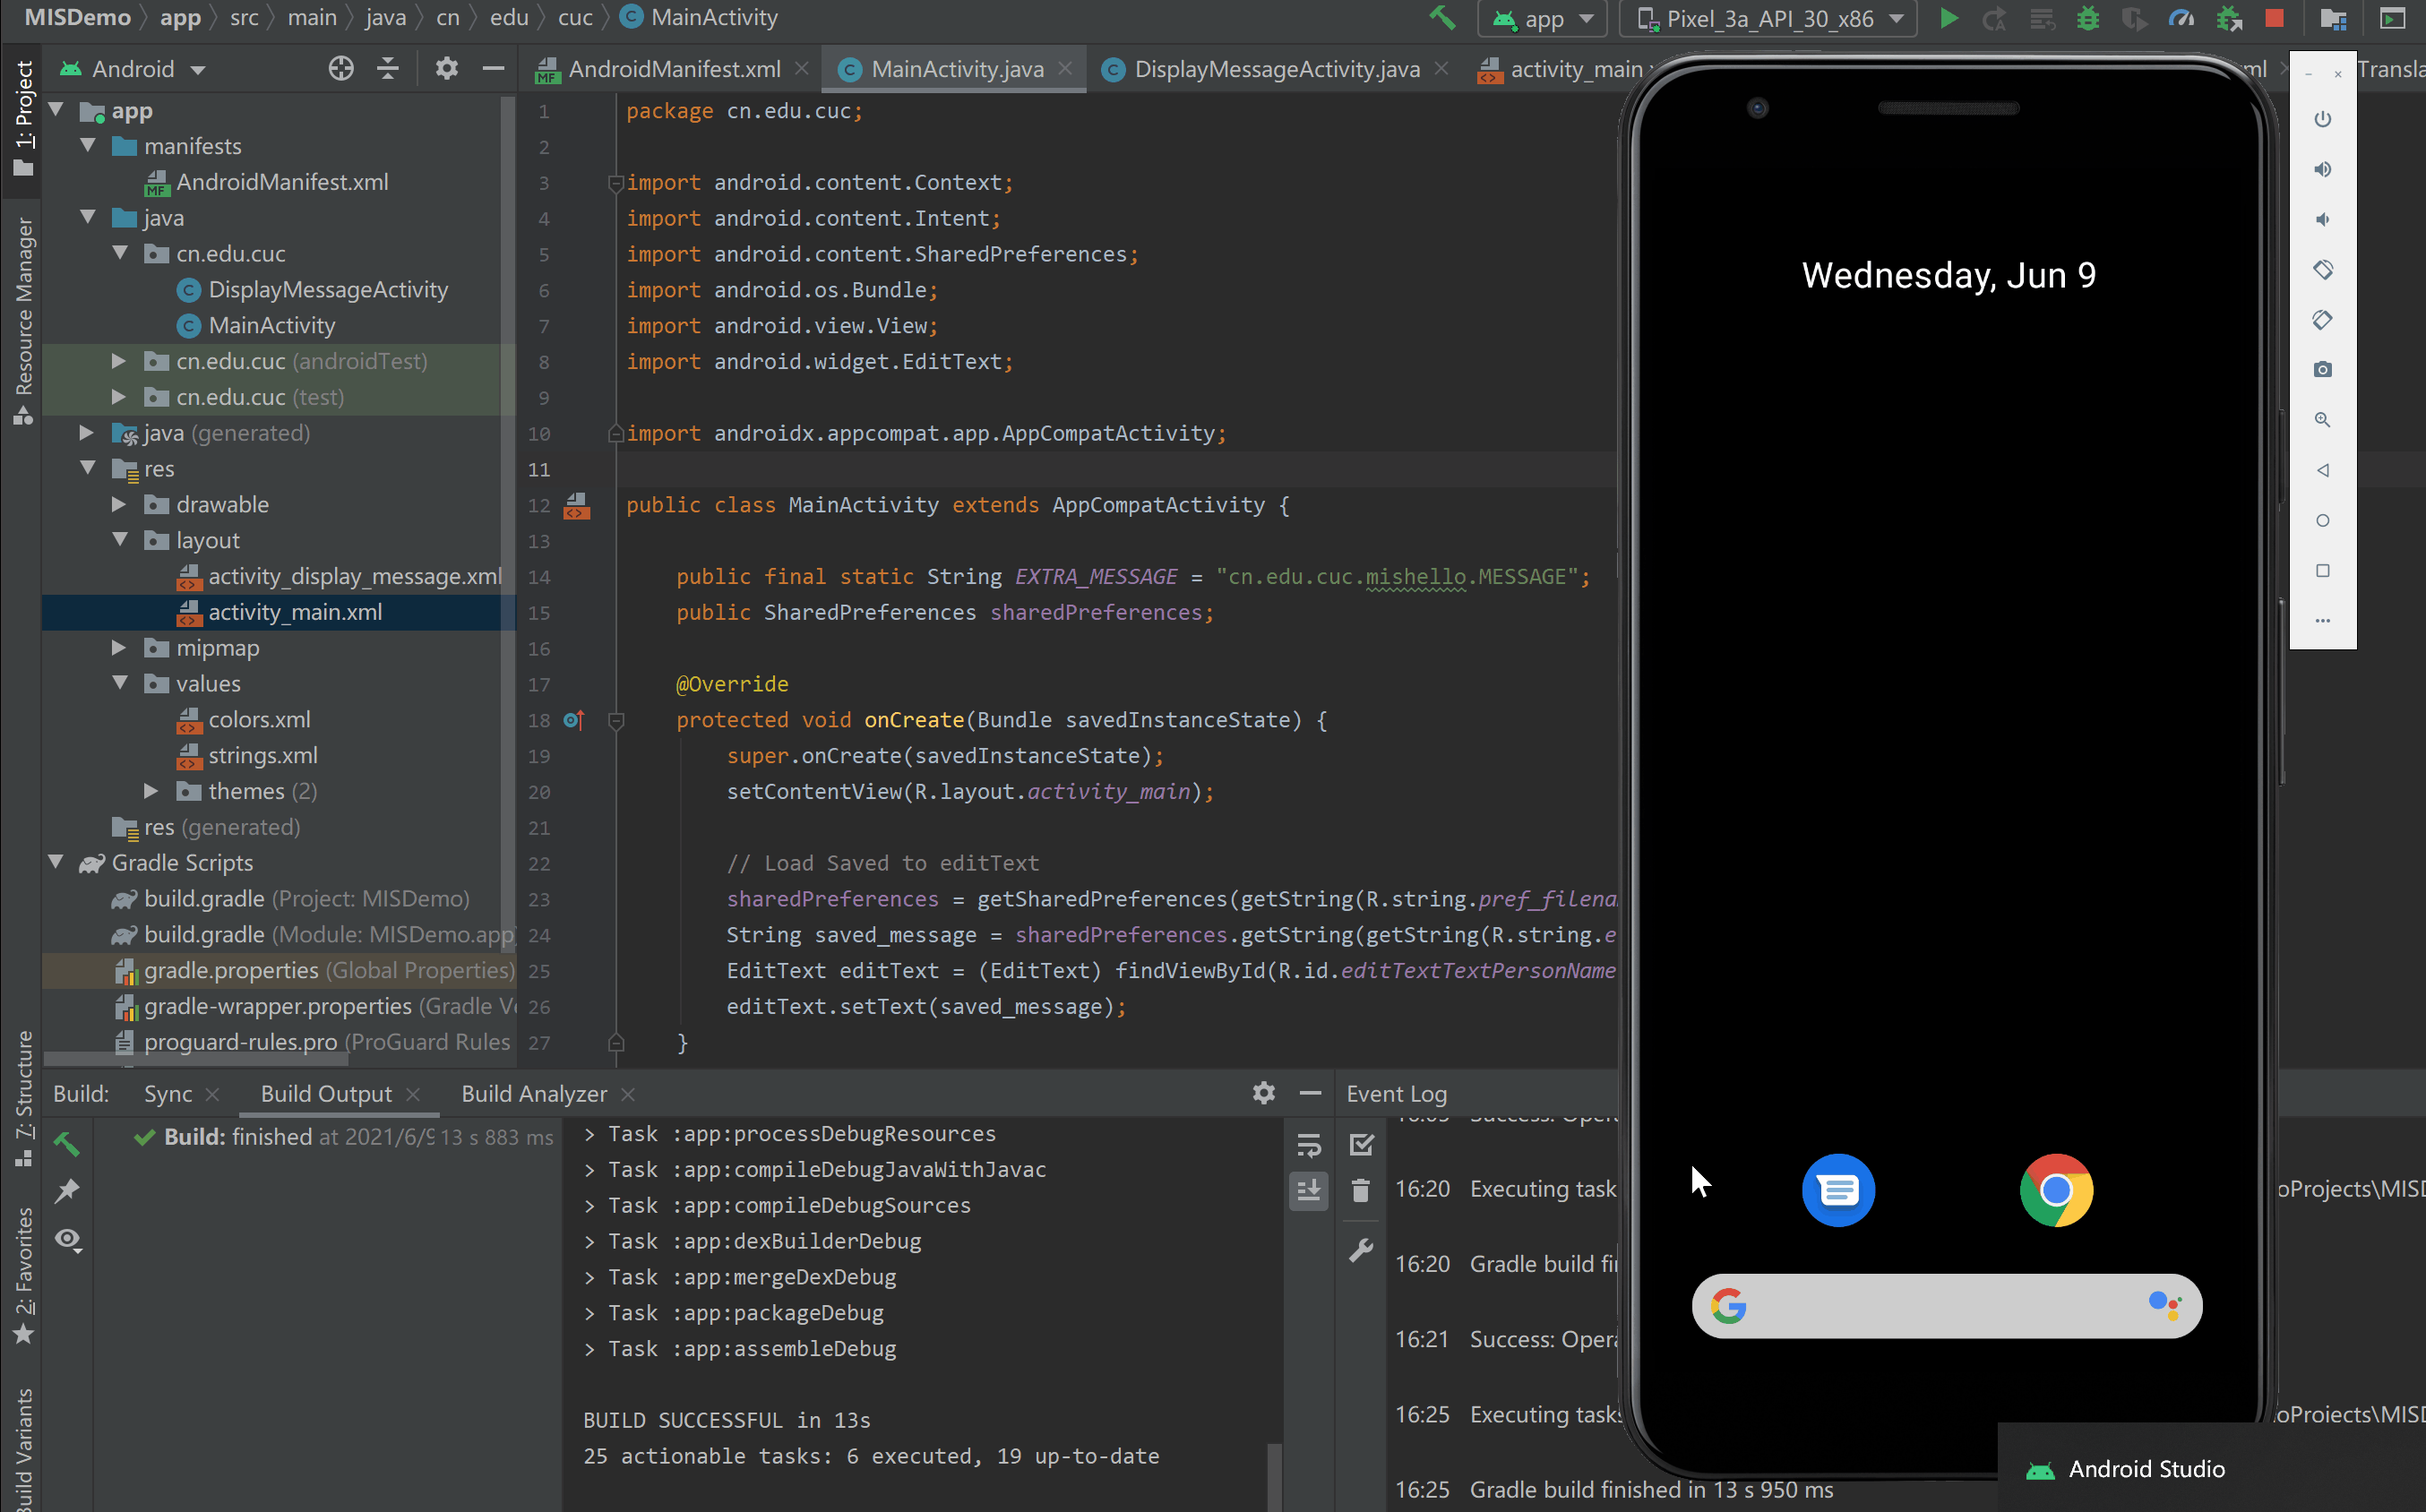 MISDemo app src main java cn edu cuc MainActivity
app
Pixel_3a_API_30_x86
1: Project
Resource Manager
7: Structure
2: Favorites
Build Variants
Android
app
manifests
AndroidManifest.xml
java
cn.edu.cuc
DisplayMessageActivity
MainActivity
cn.edu.cuc (androidTest)
cn.edu.cuc (test)
java (generated)
res
drawable
layout
activity_display_message.xml
activity_main.xml
mipmap
values
colors.xml
strings.xml
themes (2)
res (generated)
Gradle Scripts
build.gradle (Project: MISDemo)
build.gradle (Module: MISDemo.app
gradle.properties (Global Properties)
gradle-wrapper.properties (Gradle Ve
proguard-rules.pro (ProGuard Rules
AndroidManifest.xml MainActivity.java DisplayMessageActivity.java activity_main. ml Transla
1 package cn.edu.cuc;
2
3 import android.content.Context;
4 import android.content.Intent;
5 import android.content.SharedPreferences;
6 import android.os.Bundle;
7 import android.view.View;
8 import android.widget.EditText;
9
10 import androidx.appcompat.app.AppCompatActivity;
11
12 public class MainActivity extends AppCompatActivity {
13
14 public final static String EXTRA_MESSAGE = "cn.edu.cuc.mishello.MESSAGE";
15 public SharedPreferences sharedPreferences;
16
17 @Override
18 protected void onCreate(Bundle savedInstanceState) {
19 super.onCreate(savedInstanceState);
20 setContentView(R.layout.activity_main);
21
22 // Load Saved to editText
23 sharedPreferences = getSharedPreferences(getString(R.string.pref_filena
24 String saved_message = sharedPreferences.getString(getString(R.string.e
25 EditText editText = (EditText) findViewById(R.id.editTextTextPersonName
26 editText.setText(saved_message);
27 }
Wednesday, Jun 9
Build: Sync Build Output Build Analyzer
Build: finished at 2021/6/9 13 s 883 ms
> Task :app:processDebugResources
> Task :app:compileDebugJavaWithJavac
> Task :app:compileDebugSources
> Task :app:dexBuilderDebug
> Task :app:mergeDexDebug
> Task :app:packageDebug
> Task :app:assembleDebug
BUILD SUCCESSFUL in 13s
25 actionable tasks: 6 executed, 19 up-to-date
Event Log
16:20 Executing task oProjects\MISD
16:20 Gradle build fin
16:21 Success: Opera
16:25 Executing tasks oProjects\MISD
16:25 Gradle build finished in 13 s 950 ms
Android Studio